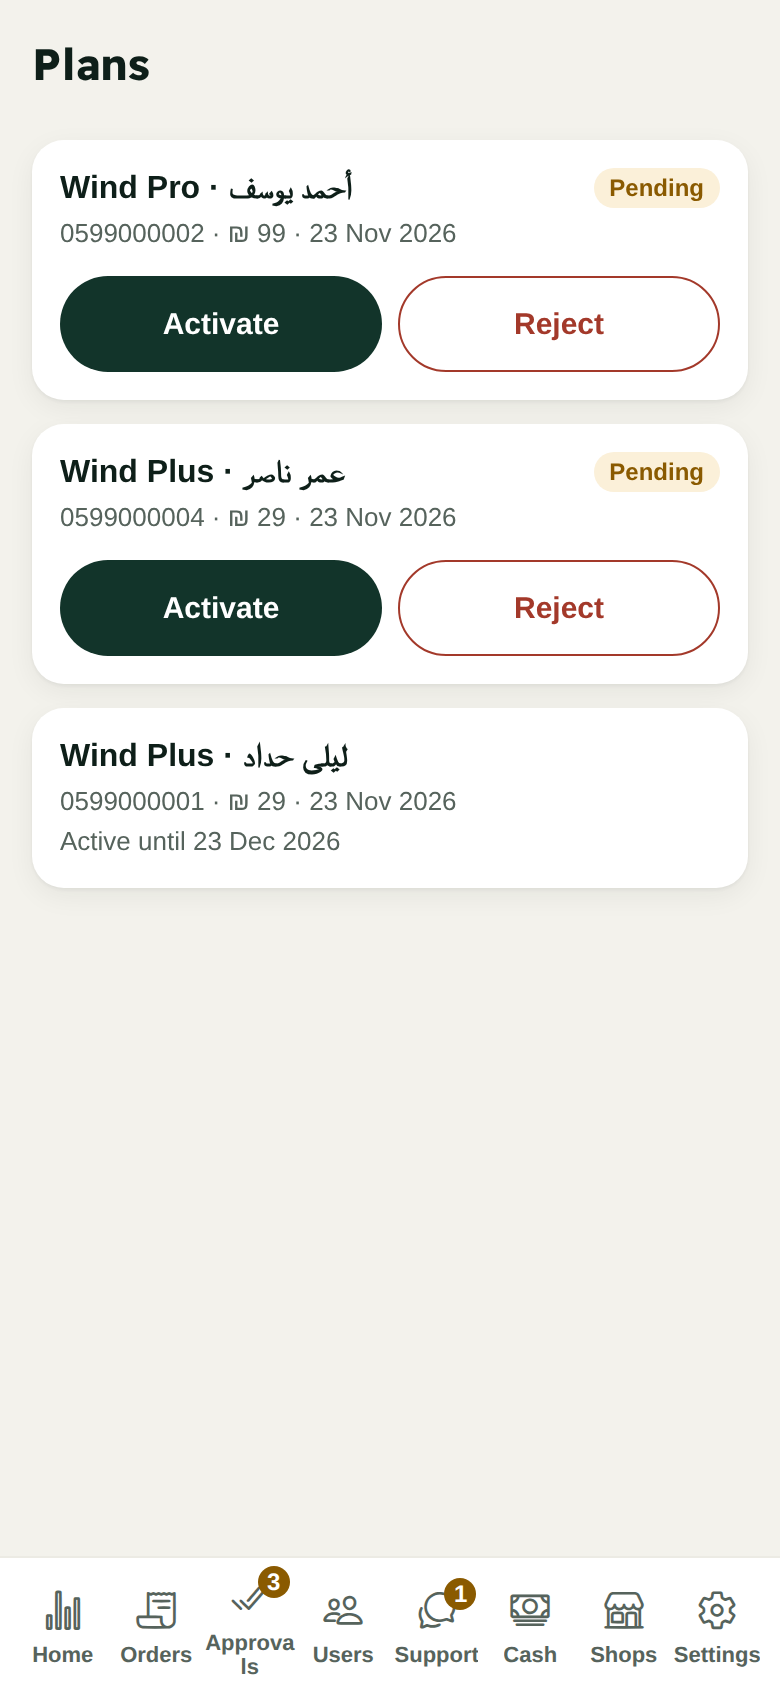 Plans
Wind Pro · أحمد يوسف
Pending
0599000002 · ₪ 99 · 23 Nov 2026
Activate
Reject
Wind Plus · عمر ناصر
Pending
0599000004 · ₪ 29 · 23 Nov 2026
Activate
Reject
Wind Plus · ليلى حداد
0599000001 · ₪ 29 · 23 Nov 2026
Active until 23 Dec 2026
3
1
Home
Orders
Approva
ls
Users
Support
Cash
Shops
Settings